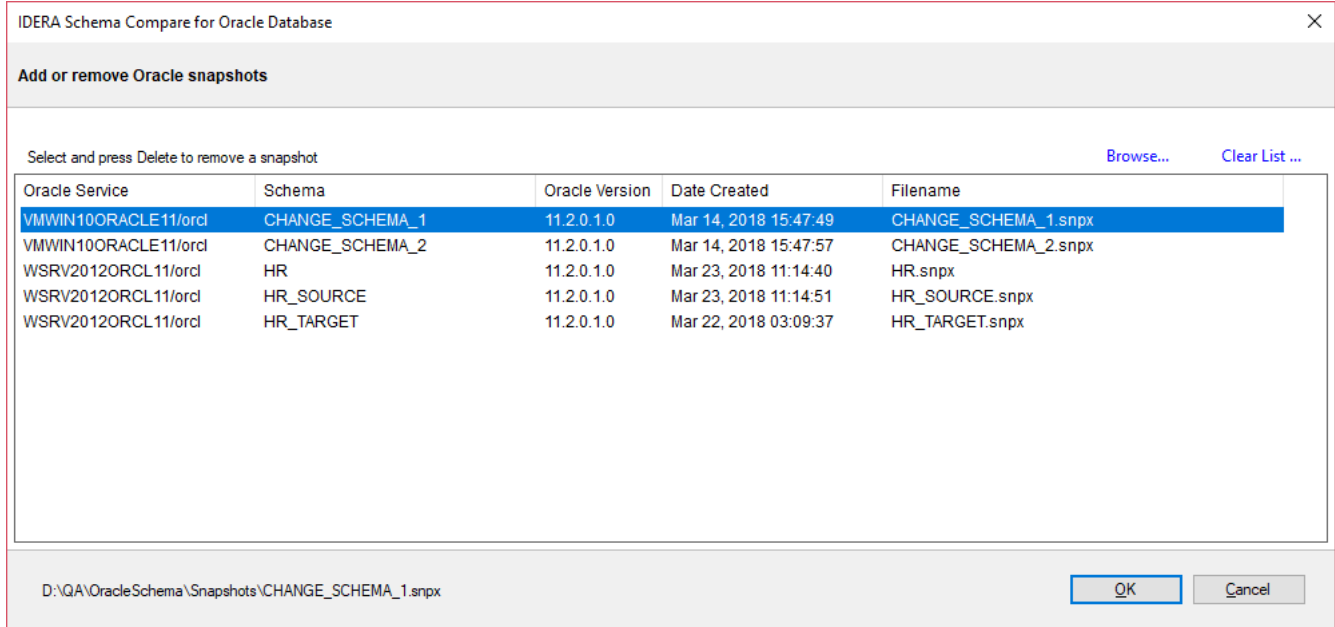 IDERA Schema Compare for Oracle Database
Add or remove Oracle snapshots
Select and press Delete to remove a snapshot Browse... Clear List ...
Oracle Service Schema Oracle Version Date Created Filename
VMWIN10ORACLE11/orcl CHANGE_SCHEMA_1 11.2.0.1.0 Mar 14, 2018 15:47:49 CHANGE_SCHEMA_1.snpx
VMWIN10ORACLE11/orcl CHANGE_SCHEMA_2 11.2.0.1.0 Mar 14, 2018 15:47:57 CHANGE_SCHEMA_2.snpx
WSRV2012ORCL11/orcl HR 11.2.0.1.0 Mar 23, 2018 11:14:40 HR.snpx
WSRV2012ORCL11/orcl HR_SOURCE 11.2.0.1.0 Mar 23, 2018 11:14:51 HR_SOURCE.snpx
WSRV2012ORCL11/orcl HR_TARGET 11.2.0.1.0 Mar 22, 2018 03:09:37 HR_TARGET.snpx
D:\QA\OracleSchema\Snapshots\CHANGE_SCHEMA_1.snpx OK Cancel